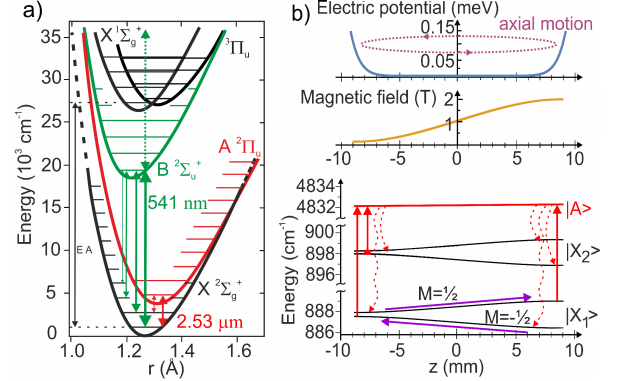 a)
X ¹Σg⁺
³Πu
A ²Πu
B ²Σu⁺
541 nm
E A
X ²Σg⁺
2.53 μm
Energy (10³ cm⁻¹)
35
30
25
20
15
10
5
0
1.0 1.2 1.4 1.6
r (Å)
b)
Electric potential (meV)
0.15
axial motion
0.05
Magnetic field (T)
2
1
-10 -5 0 5 10
4834
4832
|A>
900
898
896
|X₂>
888
886
M=½
M=-½
|X₁>
Energy (cm⁻¹)
-10 -5 0 5 10
z (mm)